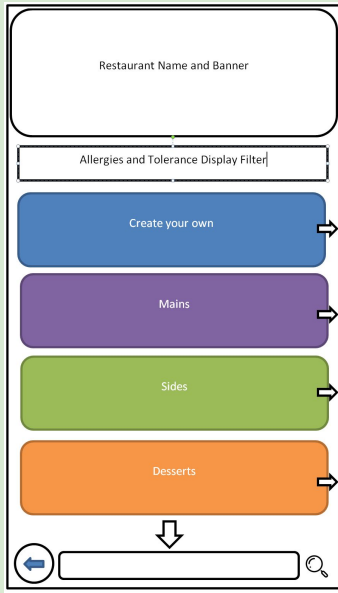 Restaurant Name and Banner
Allergies and Tolerance Display Filter
Create your own
Mains
Sides
Desserts